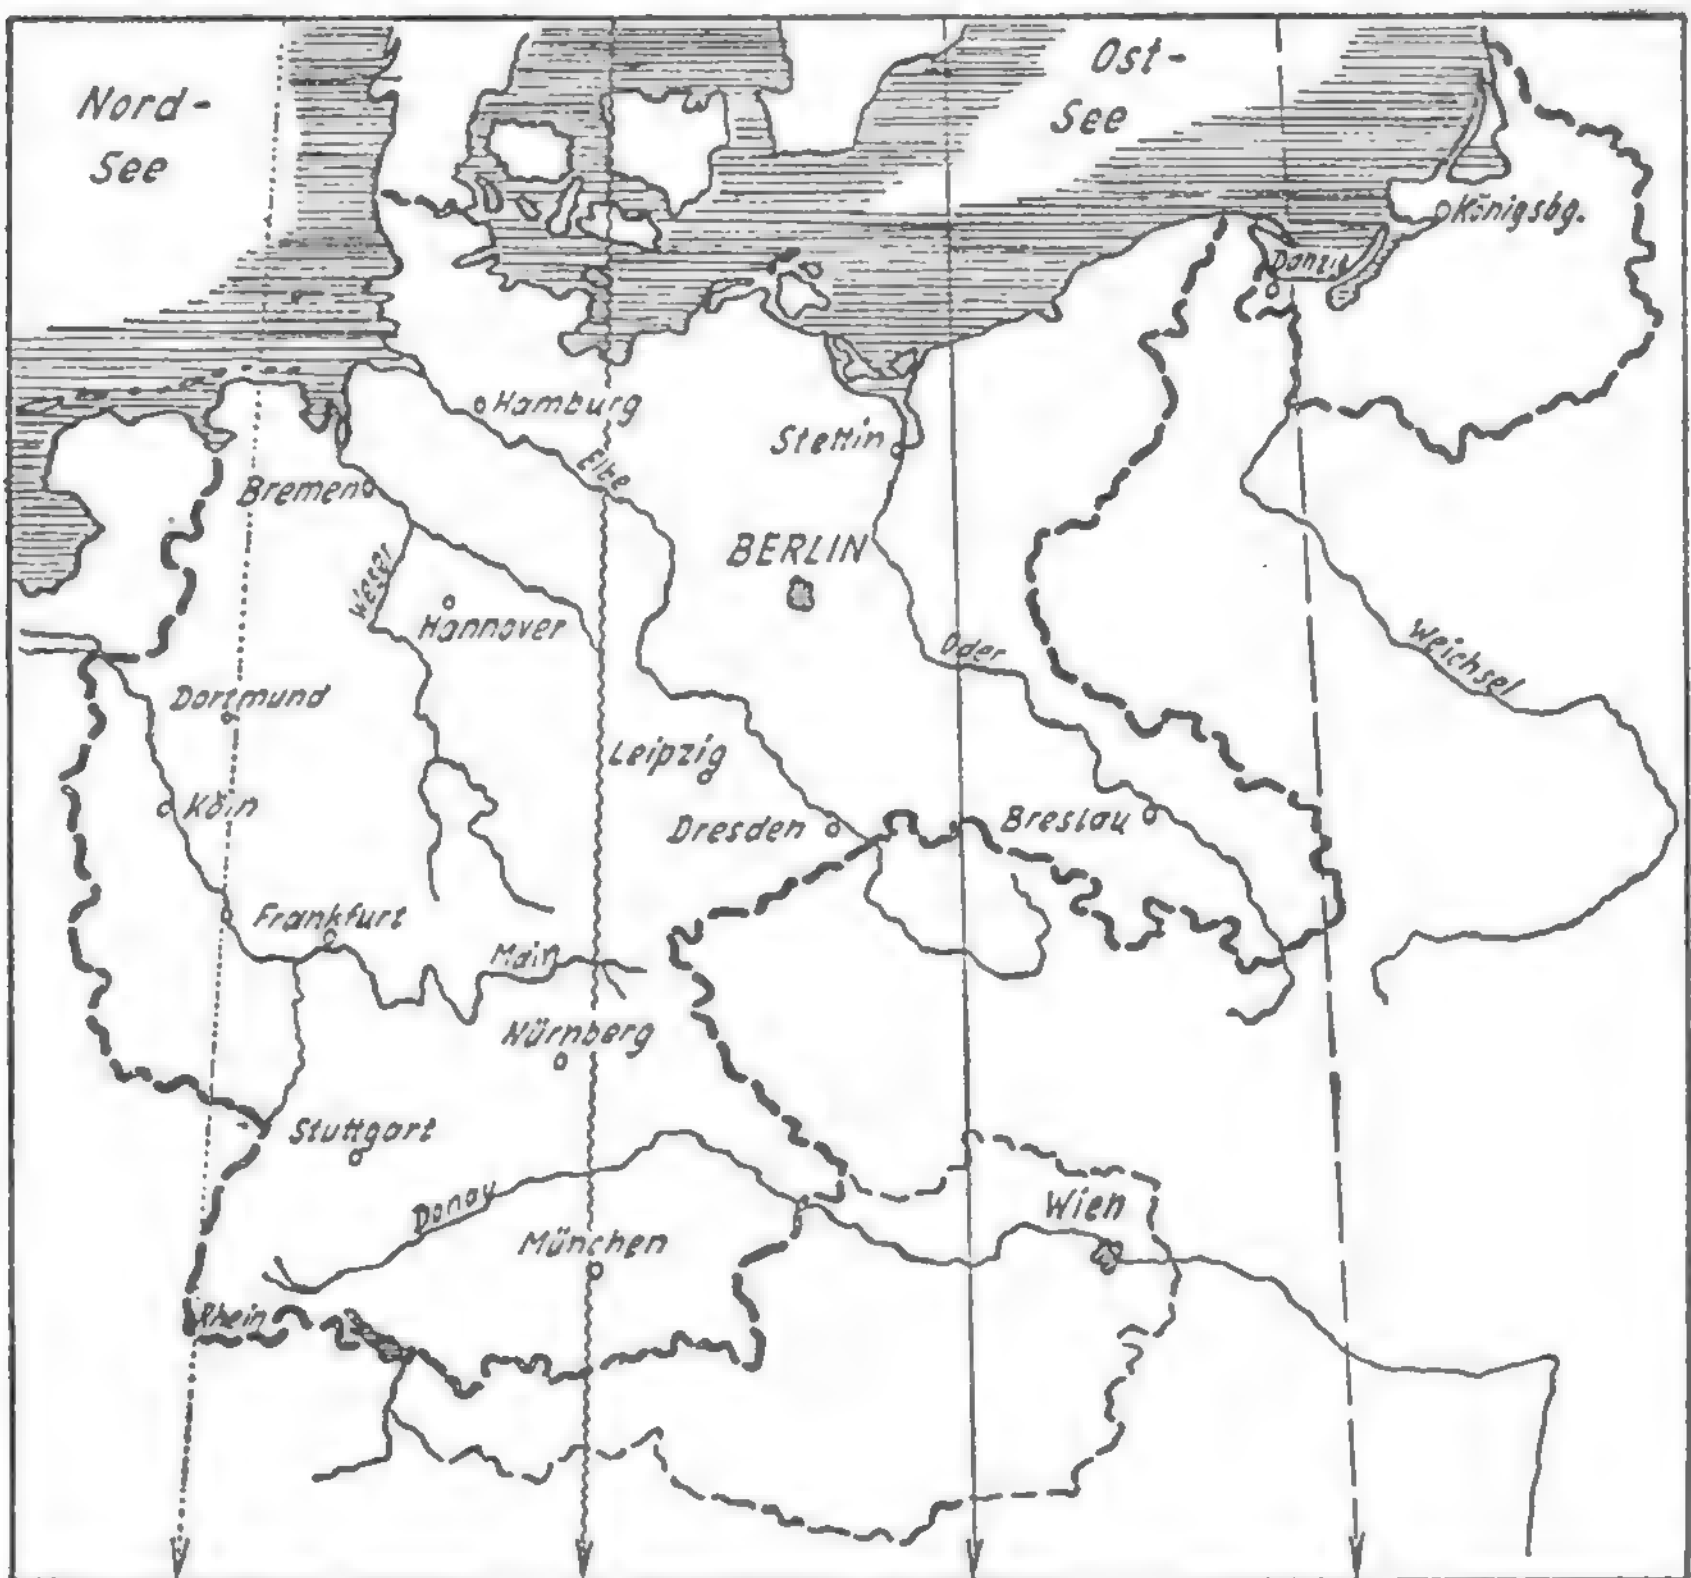 Nord-
See
Ost-
See
Königsbg.
Danzig
Hamburg
Elbe
Stettin
Bremen
BERLIN
Weser
Hannover
Oder
Weichsel
Dortmund
Leipzig
Köln
Dresden
Breslau
Frankfurt
Main
Nürnberg
Stuttgart
Donau
Wien
München
Rhein